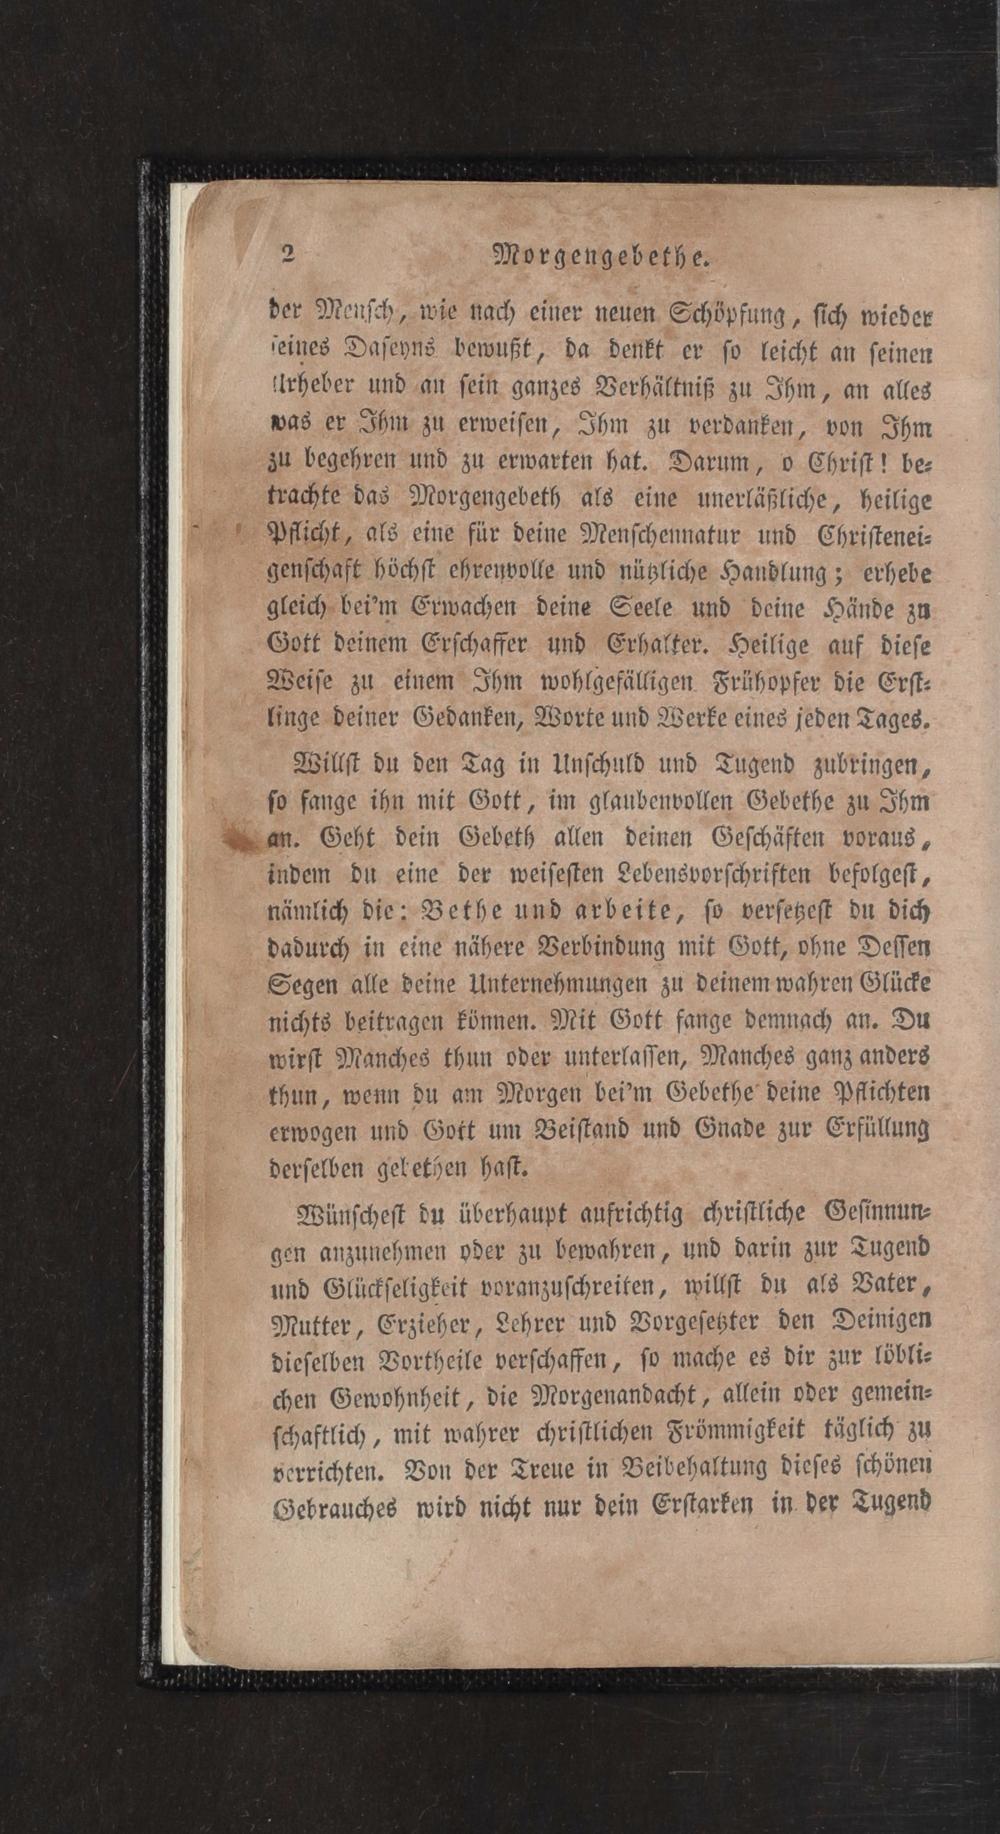 2 Morgengebethe.
der Mensch, wie nach einer neuen Schöpfung, sich wieder
seines Daseyns bewußt, da denkt er so leicht an seinen
Urheber und an sein ganzes Verhältniß zu Ihm, an alles
was er Ihm zu erweisen, Ihm zu verdanken, von Ihm
zu begehren und zu erwarten hat. Darum, o Christ! be-
trachte das Morgengebeth als eine unerläßliche, heilige
Pflicht, als eine für deine Menschennatur und Christenei-
genschaft höchst ehrenvolle und nützliche Handlung; erhebe
gleich bei'm Erwachen deine Seele und deine Hände zu
Gott deinem Erschaffer und Erhalter. Heilige auf diese
Weise zu einem Ihm wohlgefälligen Frühopfer die Erst-
linge deiner Gedanken, Worte und Werke eines jeden Tages.
Willst du den Tag in Unschuld und Tugend zubringen,
so fange ihn mit Gott, im glaubenvollen Gebethe zu Ihm
an. Geht dein Gebeth allen deinen Geschäften voraus,
indem du eine der weisesten Lebensvorschriften befolgest,
nämlich die: Bethe und arbeite, so versetzest du dich
dadurch in eine nähere Verbindung mit Gott, ohne Dessen
Segen alle deine Unternehmungen zu deinem wahren Glücke
nichts beitragen können. Mit Gott fange demnach an. Du
wirst Manches thun oder unterlassen, Manches ganz anders
thun, wenn du am Morgen bei'm Gebethe deine Pflichten
erwogen und Gott um Beistand und Gnade zur Erfüllung
derselben gebethen hast.
Wünschest du überhaupt aufrichtig christliche Gesinnun-
gen anzunehmen oder zu bewahren, und darin zur Tugend
und Glückseligkeit voranzuschreiten, willst du als Vater,
Mutter, Erzieher, Lehrer und Vorgesetzter den Deinigen
dieselben Vortheile verschaffen, so mache es dir zur löbli-
chen Gewohnheit, die Morgenandacht, allein oder gemein-
schaftlich, mit wahrer christlichen Frömmigkeit täglich zu
verrichten. Von der Treue in Beibehaltung dieses schönen
Gebrauches wird nicht nur dein Erstarken in der Tugend